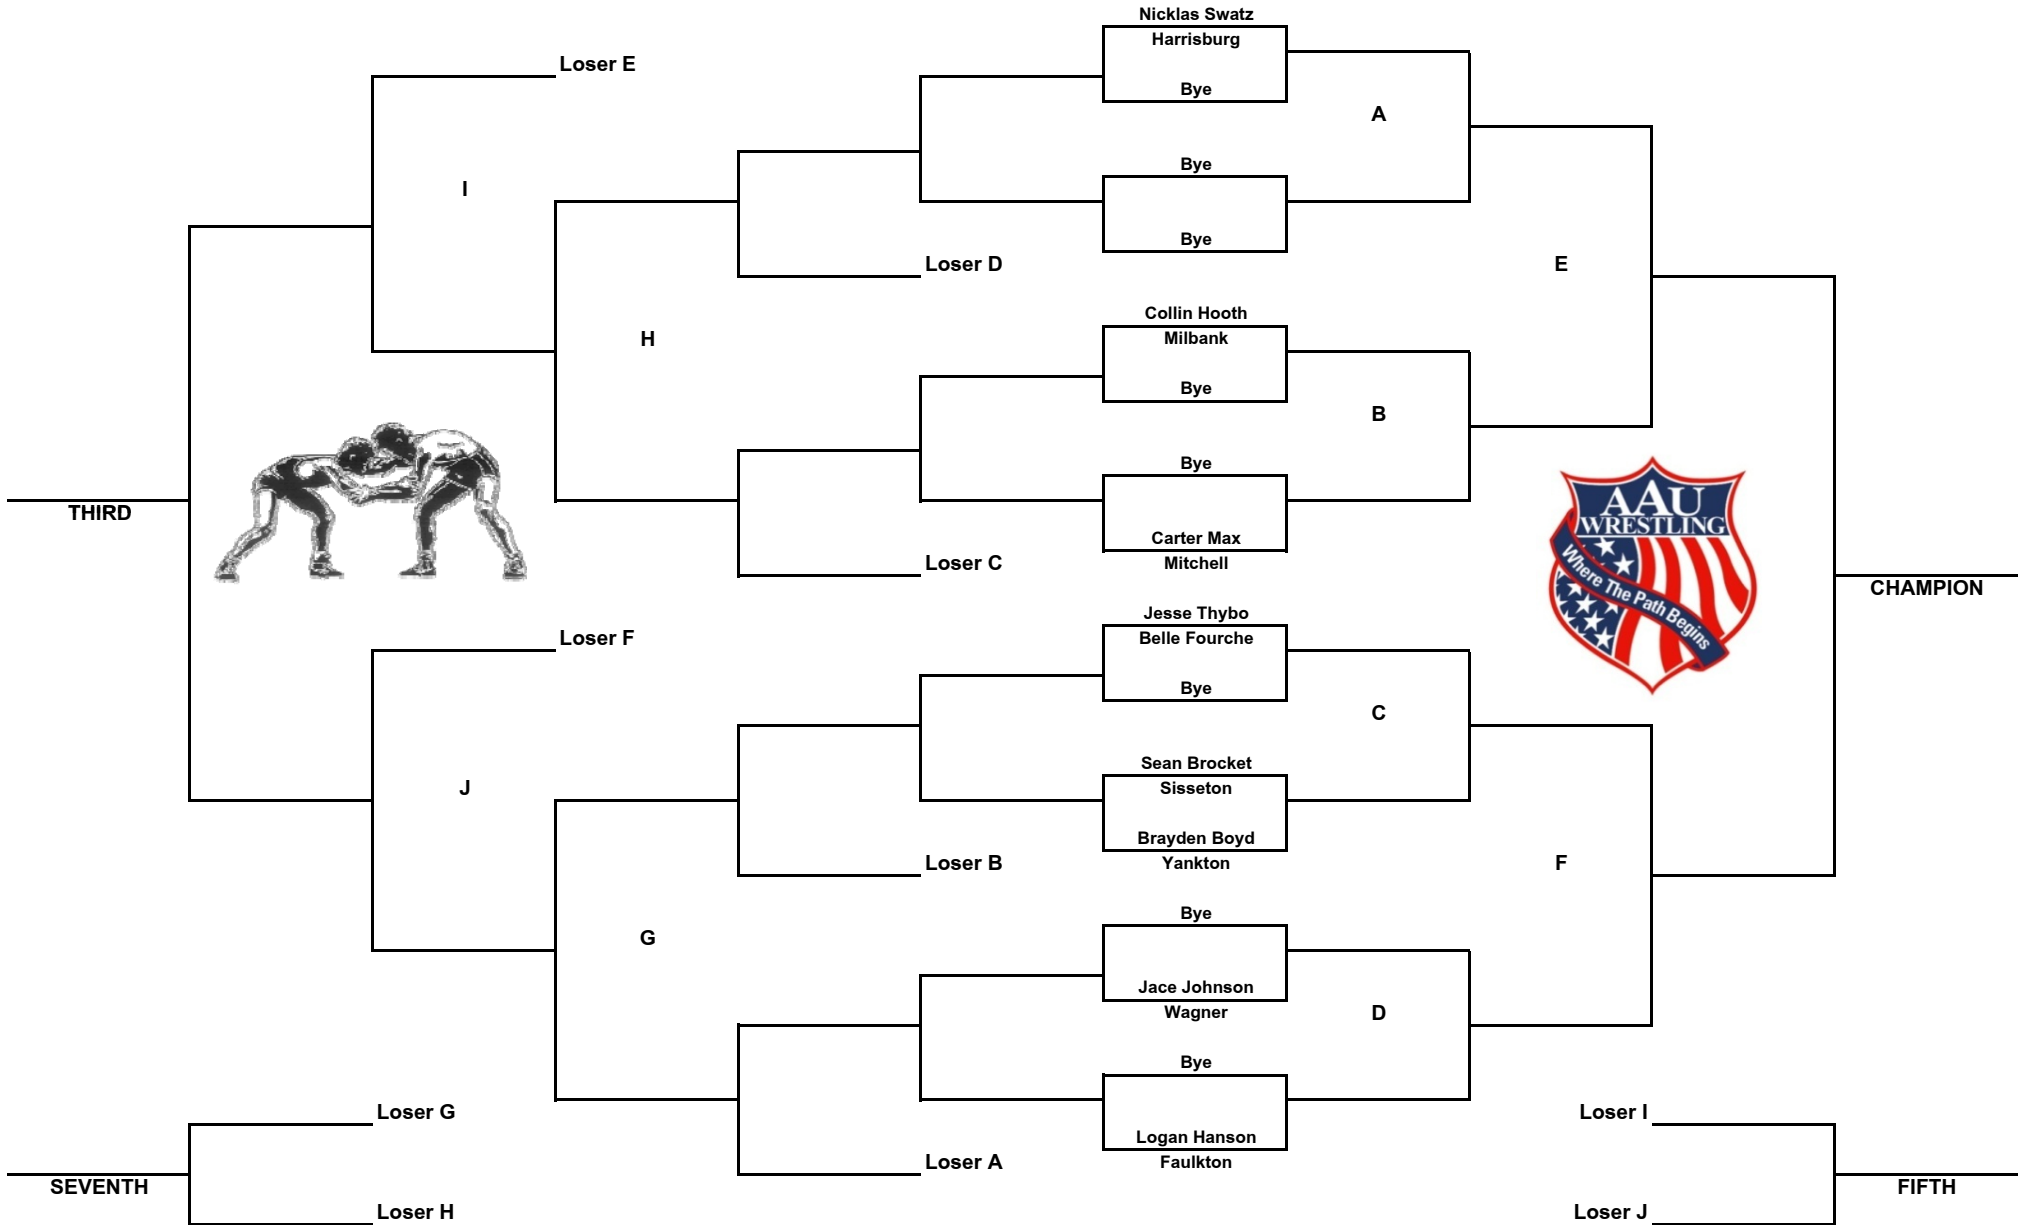 Nicklas Swatz
Harrisburg
Loser E
Bye
A
Bye
I
Bye
Loser D
E
Collin Hooth
Milbank
H
Bye
B
Bye
AAU
WRESTLING
THIRD
Carter Max
Mitchell
Loser C
Where The Path Begins
CHAMPION
Jesse Thybo
Belle Fourche
Loser F
Bye
C
Sean Brocket
Sisseton
J
Brayden Boyd
Yankton
Loser B
F
Bye
G
Jace Johnson
Wagner
D
Bye
Loser G
Loser I
Logan Hanson
Faulkton
Loser A
SEVENTH
FIFTH
Loser H
Loser J